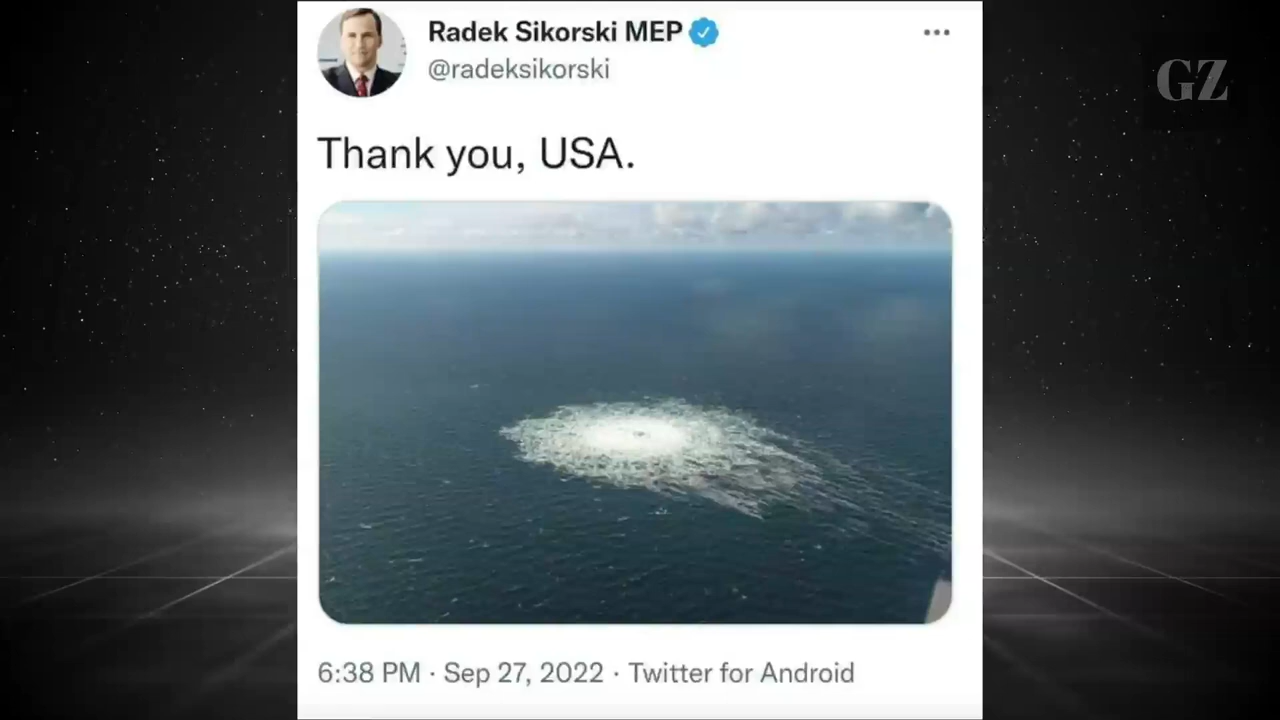 Radek Sikorski MEP
@radeksikorski
GZ
Thank you, USA.
6:38 PM · Sep 27, 2022 · Twitter for Android